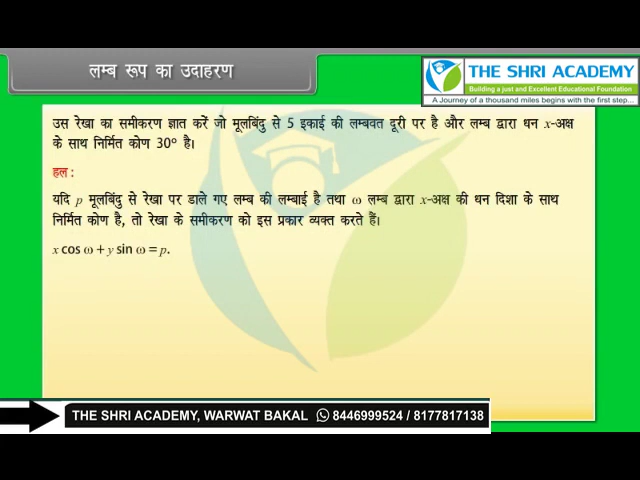 लम्ब रूप का उदाहरण
THE SHRI ACADEMY
Building a just and Excellent Educational Foundation
A Journey of a thousand miles begins with the first step...
उस रेखा का समीकरण ज्ञात करें जो मूलबिंदु से 5 इकाई की लम्बवत दूरी पर है और लम्ब द्वारा धन x-अक्ष
के साथ निर्मित कोण 30° है।
हल :
यदि p मूलबिंदु से रेखा पर डाले गए लम्ब की लम्बाई है तथा ω लम्ब द्वारा x-अक्ष की धन दिशा के साथ
निर्मित कोण है, तो रेखा के समीकरण को इस प्रकार व्यक्त करते हैं।
x cos ω + y sin ω = p.
THE SHRI ACADEMY, WARWAT BAKAL 8446999524 / 8177817138